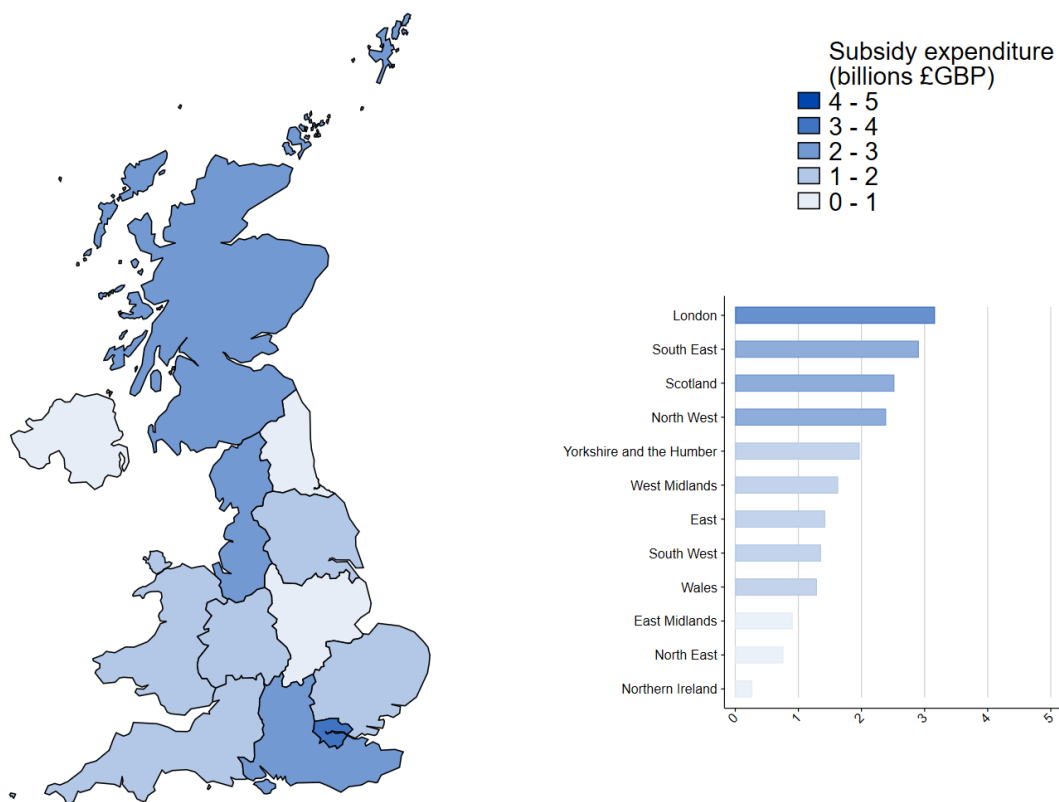 Subsidy expenditure
(billions £GBP)
4 - 5
3 - 4
2 - 3
1 - 2
0 - 1
London
South East
Scotland
North West
Yorkshire and the Humber
West Midlands
East
South West
Wales
East Midlands
North East
Northern Ireland
0 1 2 3 4 5